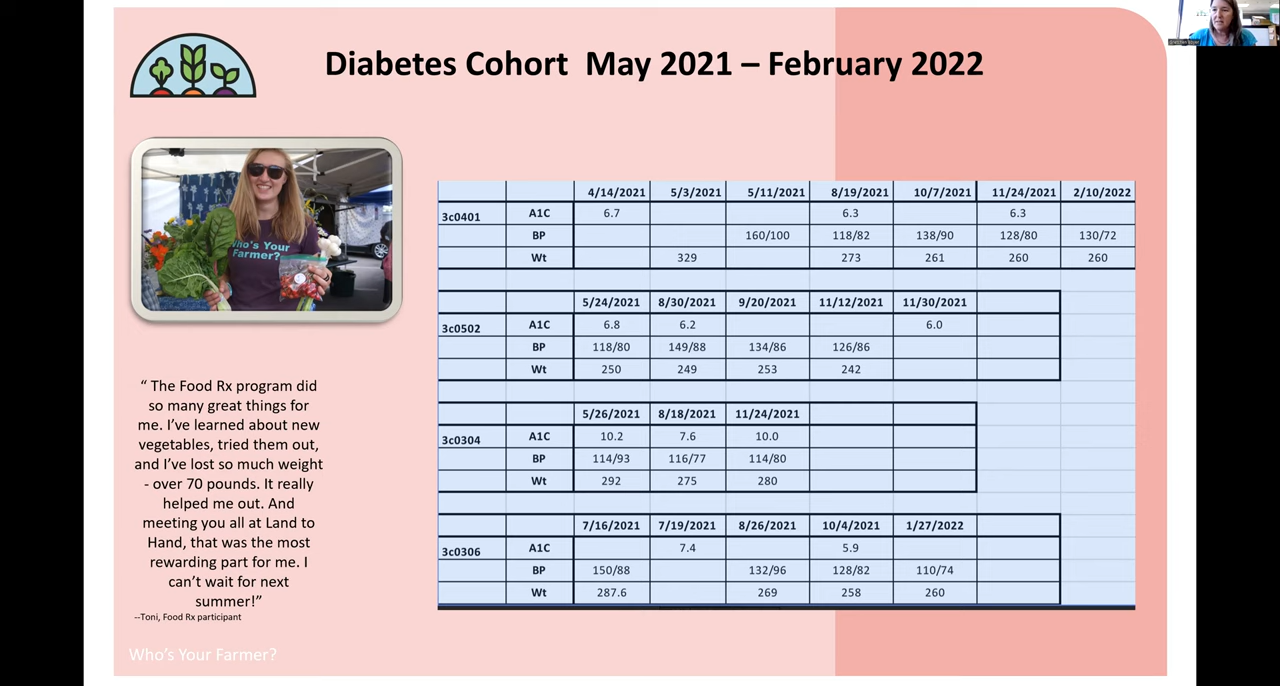 Diabetes Cohort May 2021 – February 2022
Who's Your
Farmer?
“ The Food Rx program did
so many great things for
me. I’ve learned about new
vegetables, tried them out,
and I’ve lost so much weight
- over 70 pounds. It really
helped me out. And
meeting you all at Land to
Hand, that was the most
rewarding part for me. I
can’t wait for next
summer!”
--Toni, Food Rx participant
Who’s Your Farmer?
4/14/2021 5/3/2021 5/11/2021 8/19/2021 10/7/2021 11/24/2021 2/10/2022
3c0401 A1C 6.7 6.3 6.3
BP 160/100 118/82 138/90 128/80 130/72
Wt 329 273 261 260 260
5/24/2021 8/30/2021 9/20/2021 11/12/2021 11/30/2021
3c0502 A1C 6.8 6.2 6.0
BP 118/80 149/88 134/86 126/86
Wt 250 249 253 242
5/26/2021 8/18/2021 11/24/2021
3c0304 A1C 10.2 7.6 10.0
BP 114/93 116/77 114/80
Wt 292 275 280
7/16/2021 7/19/2021 8/26/2021 10/4/2021 1/27/2022
3c0306 A1C 7.4 5.9
BP 150/88 132/96 128/82 110/74
Wt 287.6 269 258 260